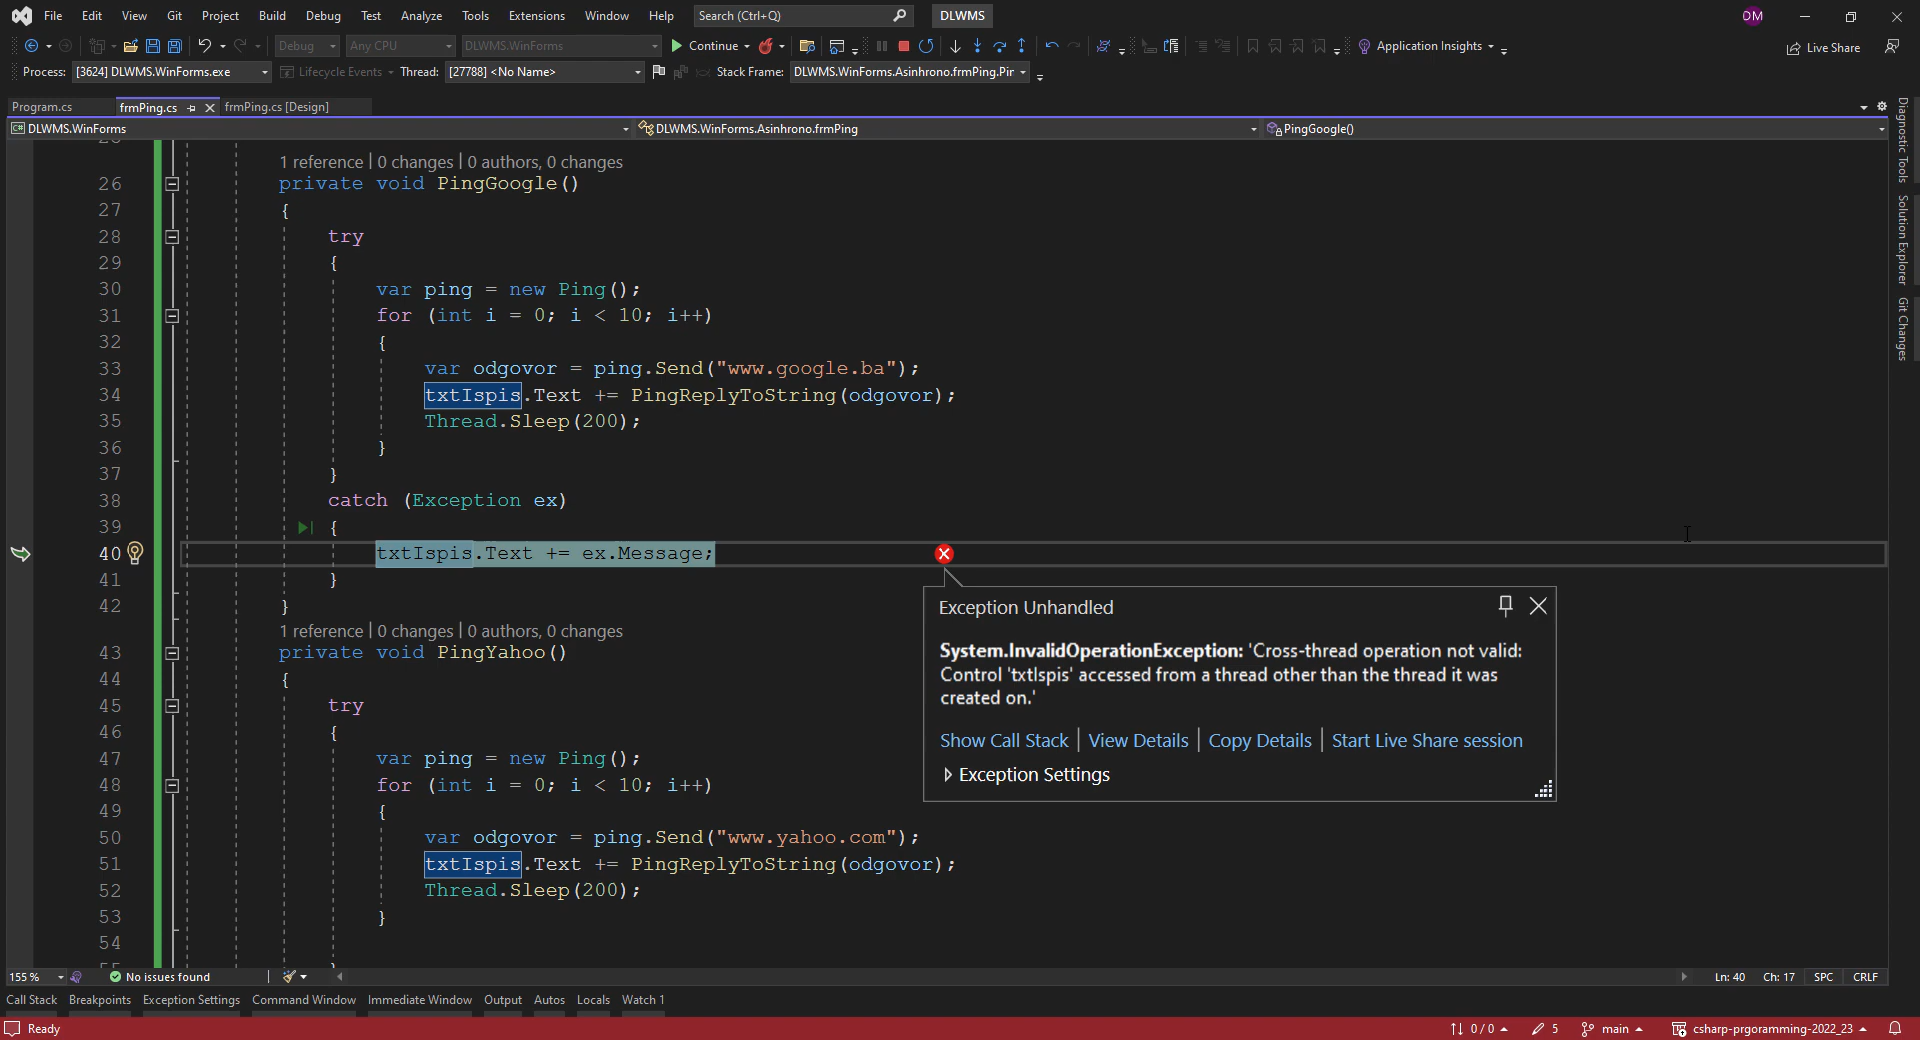 File Edit View Git Project Build Debug Test Analyze Tools Extensions Window Help Search (Ctrl+Q) DLWMS DM
Debug Any CPU DLWMS.WinForms Continue Application Insights Live Share
Process: [3624] DLWMS.WinForms.exe Lifecycle Events Thread: [27788] <No Name> Stack Frame: DLWMS.WinForms.Asinhrono.frmPing.Pir
Program.cs frmPing.cs frmPing.cs [Design]
DLWMS.WinForms DLWMS.WinForms.Asinhrono.frmPing PingGoogle()
1 reference | 0 changes | 0 authors, 0 changes
26 private void PingGoogle()
27 {
28 try
29 {
30 var ping = new Ping();
31 for (int i = 0; i < 10; i++)
32 {
33 var odgovor = ping.Send("www.google.ba");
34 txtIspis.Text += PingReplyToString(odgovor);
35 Thread.Sleep(200);
36 }
37 }
38 catch (Exception ex)
39 {
40 txtIspis.Text += ex.Message;
41 }
42 }
1 reference | 0 changes | 0 authors, 0 changes
43 private void PingYahoo()
44 {
45 try
46 {
47 var ping = new Ping();
48 for (int i = 0; i < 10; i++)
49 {
50 var odgovor = ping.Send("www.yahoo.com");
51 txtIspis.Text += PingReplyToString(odgovor);
52 Thread.Sleep(200);
53 }
54
Exception Unhandled
System.InvalidOperationException: 'Cross-thread operation not valid:
Control 'txtIspis' accessed from a thread other than the thread it was
created on.'
Show Call Stack | View Details | Copy Details | Start Live Share session
Exception Settings
Diagnostic Tools
Solution Explorer
Git Changes
155 % No issues found Ln: 40 Ch: 17 SPC CRLF
Call Stack Breakpoints Exception Settings Command Window Immediate Window Output Autos Locals Watch 1
Ready 0 / 0 5 main csharp-prgoramming-2022_23